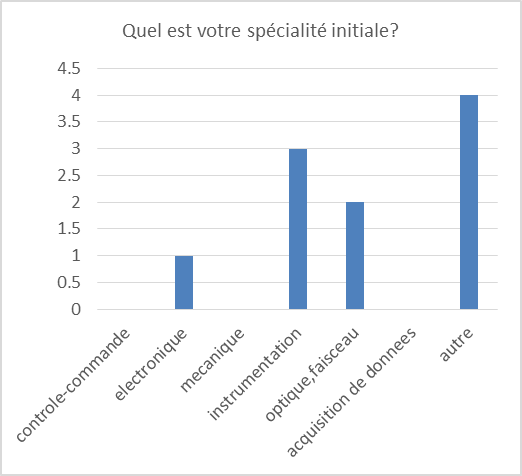 Quel est votre spécialité initiale?
4.5
4
3.5
3
2.5
2
1.5
1
0.5
0
controle-commande
electronique
mecanique
instrumentation
optique,faisceau
acquisition de donnees
autre